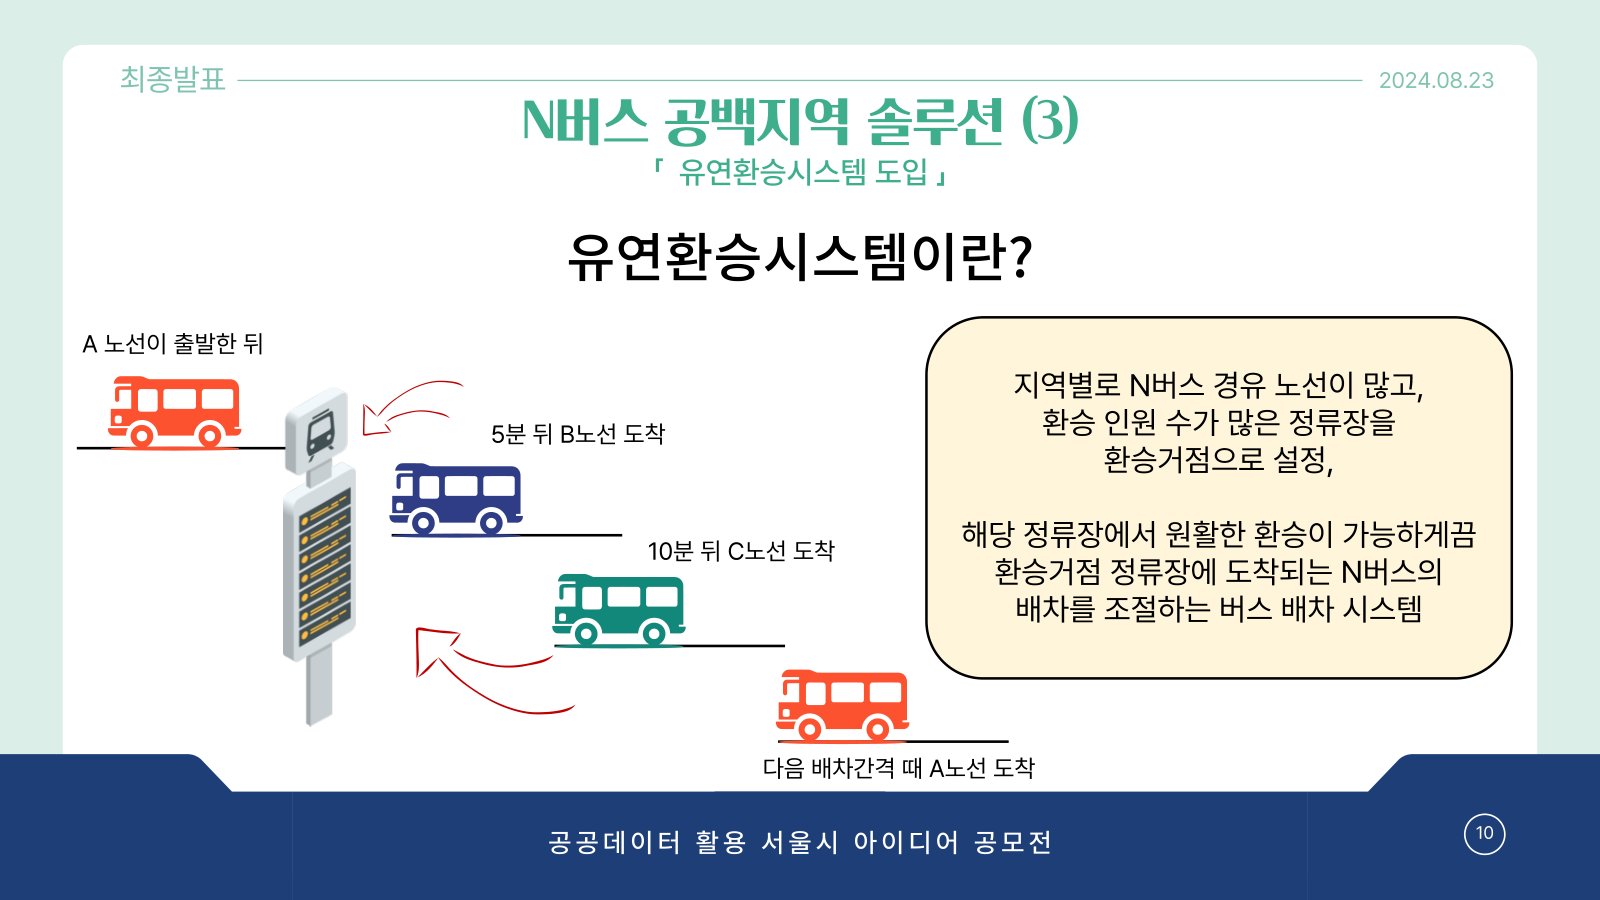 최종발표
2024.08.23
N버스 공백지역 솔루션 (3)
「 유연환승시스템 도입 」
유연환승시스템이란?
A 노선이 출발한 뒤
5분 뒤 B노선 도착
10분 뒤 C노선 도착
다음 배차간격 때 A노선 도착
지역별로 N버스 경유 노선이 많고,
환승 인원 수가 많은 정류장을
환승거점으로 설정,
해당 정류장에서 원활한 환승이 가능하게끔
환승거점 정류장에 도착되는 N버스의
배차를 조절하는 버스 배차 시스템
공공데이터 활용 서울시 아이디어 공모전
10